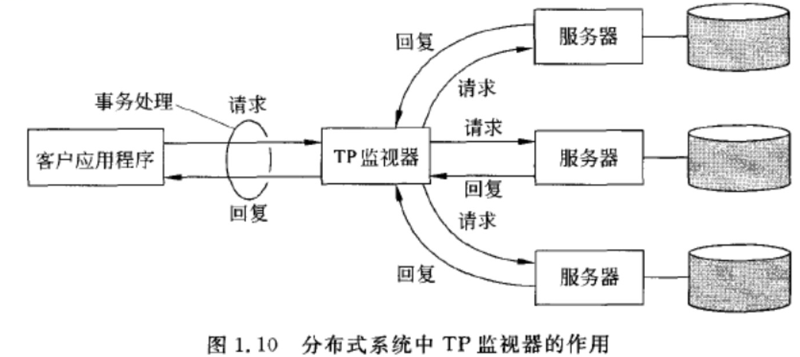 回复
服务器
请求
事务处理
请求
请求
客户应用程序
TP监视器
服务器
回复
回复
请求
回复
服务器
图 1.10 分布式系统中 TP 监视器的作用